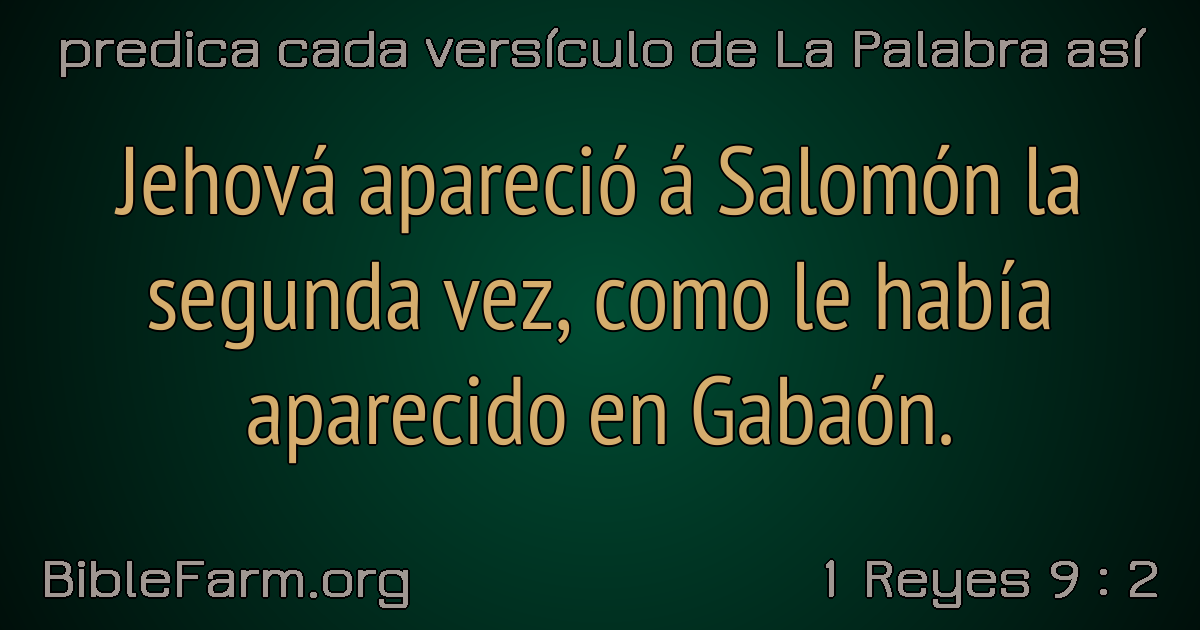 predica cada versículo de La Palabra así
Jehová apareció á Salomón la
segunda vez, como le había
aparecido en Gabaón.
BibleFarm.org
1 Reyes 9 : 2